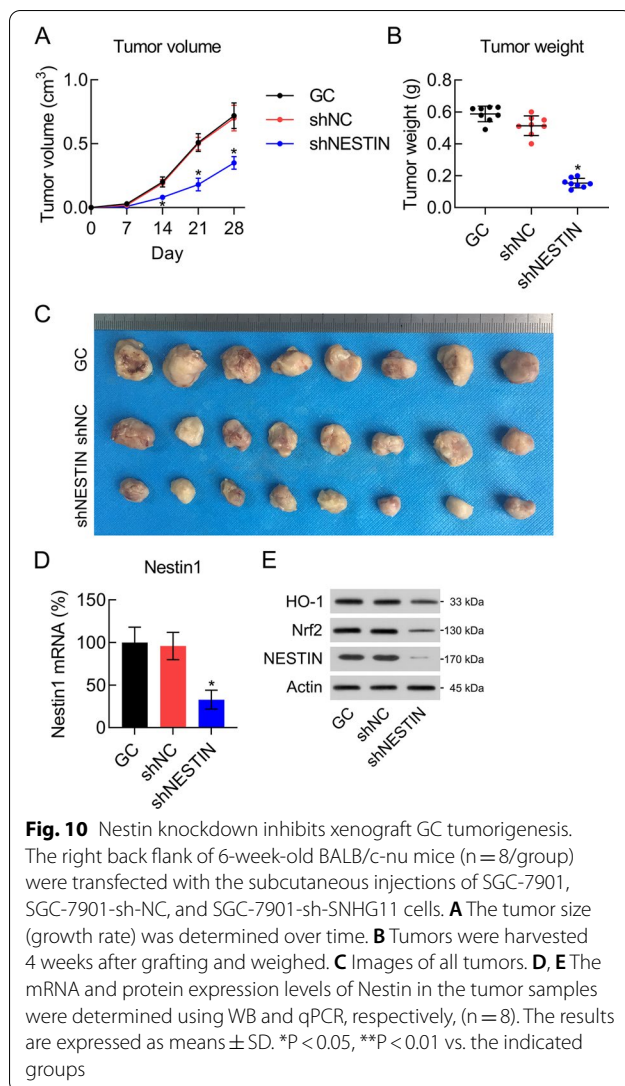 A
Tumor volume
Tumor volume (cm³)
1.0
0.5
0.0
0 7 14 21 28
Day
* * *
GC
shNC
shNESTIN
B
Tumor weight
Tumor weight (g)
0.8
0.6
0.4
0.2
0.0
*
GC shNC shNESTIN
C
GC
shNC
shNESTIN
D
Nestin1
Nestin1 mRNA (%)
150
100
50
0
*
GC shNC shNESTIN
E
HO-1 33 kDa
Nrf2 130 kDa
NESTIN 170 kDa
Actin 45 kDa
GC shNC shNESTIN
Fig. 10 Nestin knockdown inhibits xenograft GC tumorigenesis.
The right back flank of 6-week-old BALB/c-nu mice (n = 8/group)
were transfected with the subcutaneous injections of SGC-7901,
SGC-7901-sh-NC, and SGC-7901-sh-SNHG11 cells. A The tumor size
(growth rate) was determined over time. B Tumors were harvested
4 weeks after grafting and weighed. C Images of all tumors. D, E The
mRNA and protein expression levels of Nestin in the tumor samples
were determined using WB and qPCR, respectively, (n = 8). The results
are expressed as means ± SD. *P < 0.05, **P < 0.01 vs. the indicated
groups